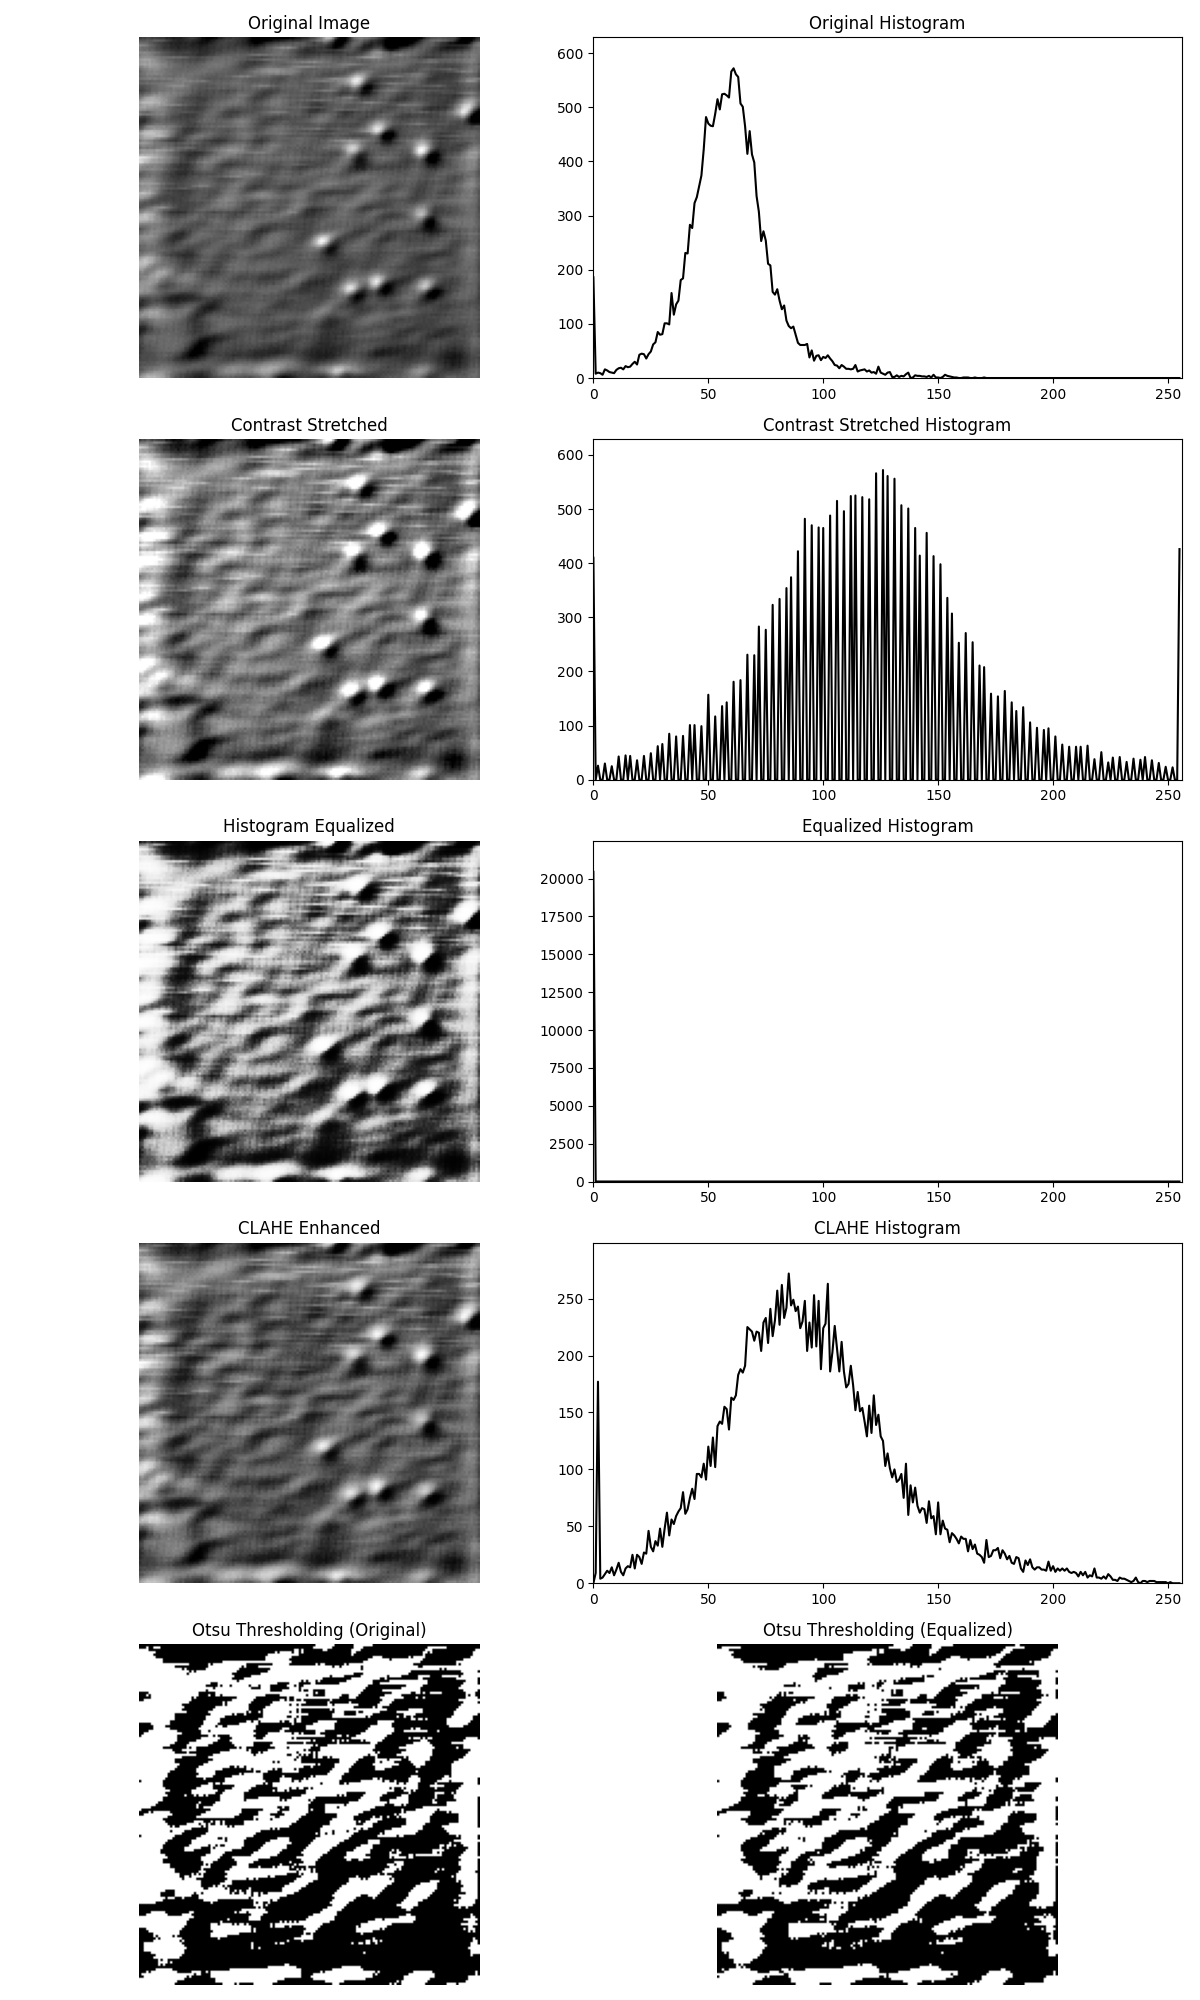 Original Image
Original Histogram
600
500
400
300
200
100
0
0 50 100 150 200 250
Contrast Stretched
Contrast Stretched Histogram
600
500
400
300
200
100
0
0 50 100 150 200 250
Histogram Equalized
Equalized Histogram
20000
17500
15000
12500
10000
7500
5000
2500
0
0 50 100 150 200 250
CLAHE Enhanced
CLAHE Histogram
250
200
150
100
50
0
0 50 100 150 200 250
Otsu Thresholding (Original)
Otsu Thresholding (Equalized)